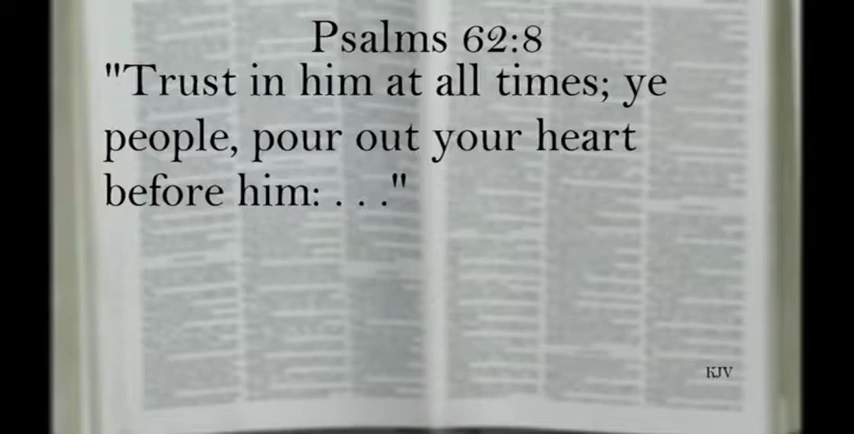 Psalms 62:8
"Trust in him at all times; ye
people, pour out your heart
before him: . . ."
KJV